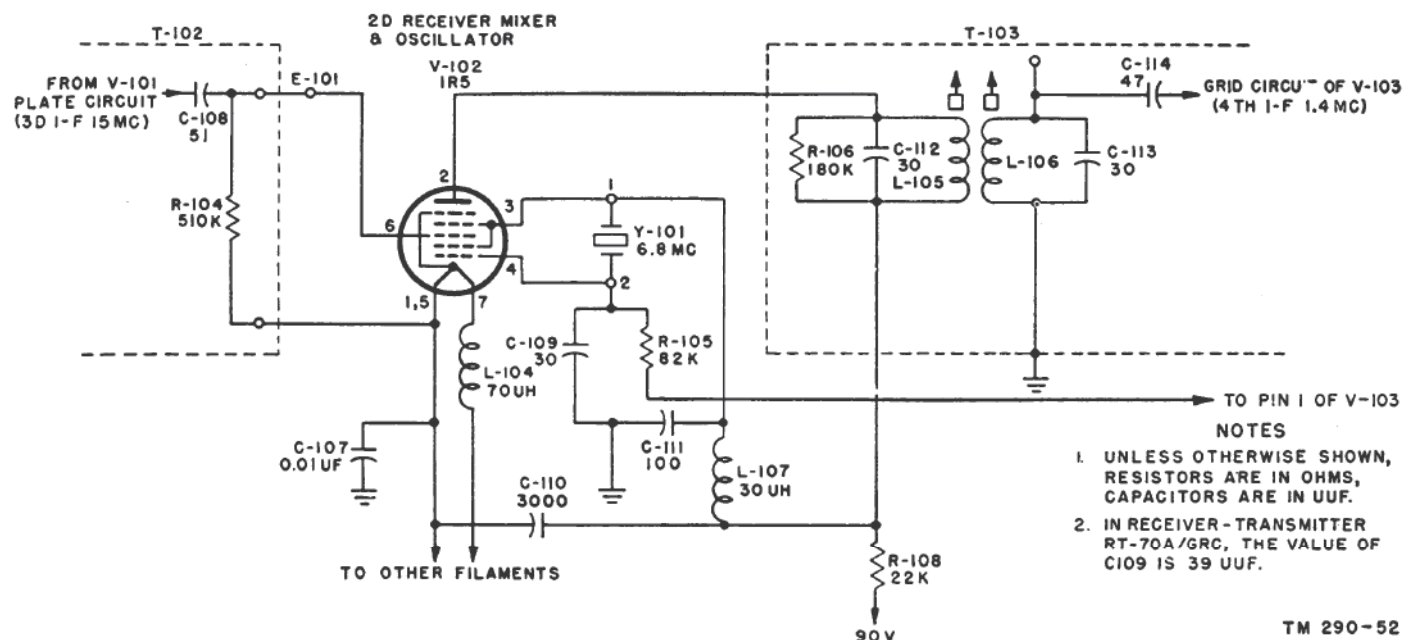 2D RECEIVER MIXER
& OSCILLATOR
V-102
1R5
T-102
FROM V-101
PLATE CIRCUIT
(3D I-F 15 MC)
C-108
51
E-101
R-104
510K
2
6
3
4
1,5
7
1
Y-101
6.8 MC
2
C-109
30
R-105
82K
L-104
70UH
C-107
0.01UF
C-111
100
L-107
30UH
C-110
3000
TO OTHER FILAMENTS
R-108
22K
90V
T-103
R-106
180K
C-112
30
L-105
L-106
C-113
30
C-114
47
GRID CIRCUIT OF V-103
(4TH I-F 1.4 MC)
TO PIN 1 OF V-103
NOTES
1. UNLESS OTHERWISE SHOWN,
RESISTORS ARE IN OHMS,
CAPACITORS ARE IN UUF.
2. IN RECEIVER-TRANSMITTER
RT-70A/GRC, THE VALUE OF
C109 IS 39 UUF.
TM 290-52